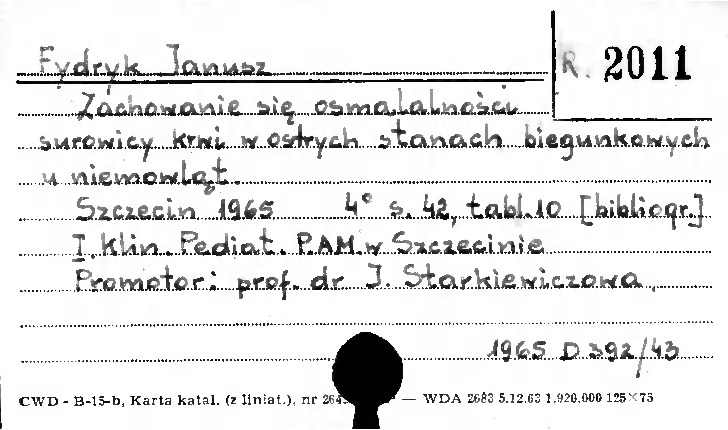 Fydryk Janusz
R. 2011
Zachowanie się osmalalności
surowicy krwi w ostrych stanach biegunkowych
u niemowląt.
Szczecin 1965 4° s. 42, tabl. 10 [bibliogr.]
I. Klin. Pediat. P.A.M. w Szczecinie
Promotor: prof. dr J. Starkiewiczowa.
1965 D 392/43
CWD - B-15-b, Karta katal. (z liniat.), nr 264 — WDA 2683 5.12.63 1.920.000 125×75